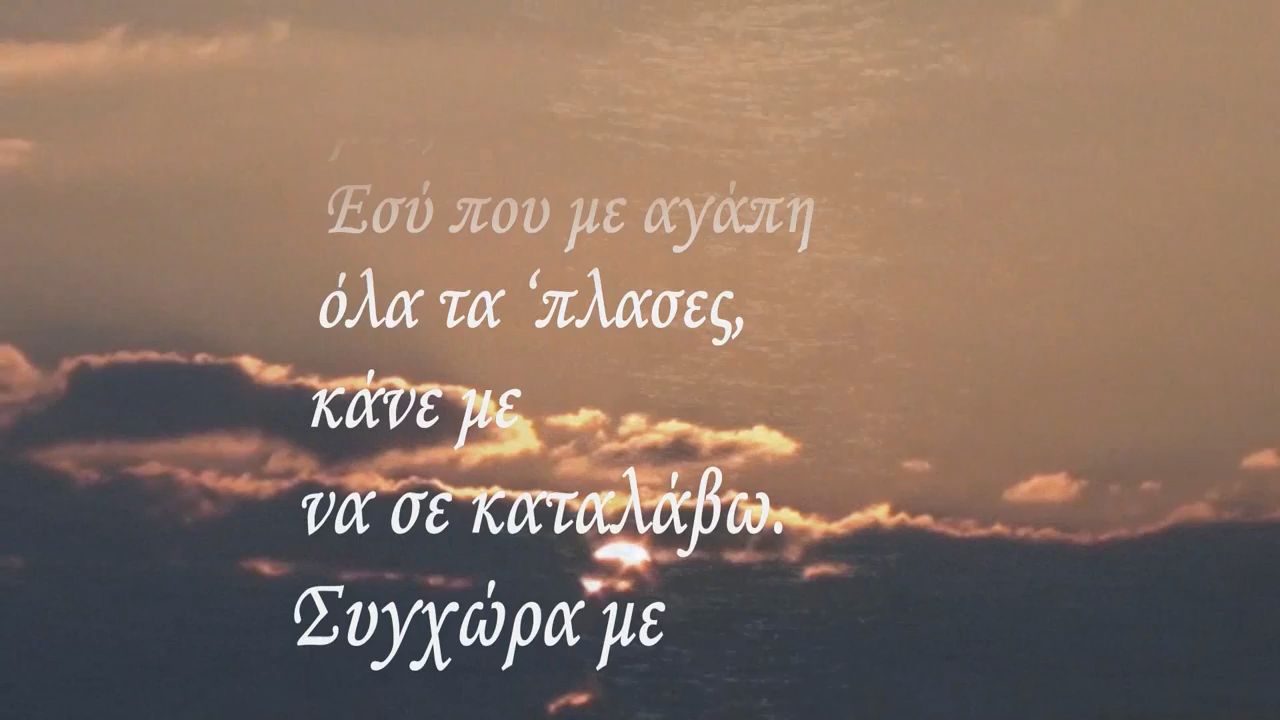 Εσύ που με αγάπη
όλα τα ‘πλασες,
κάνε με
να σε καταλάβω.
Συγχώρα με